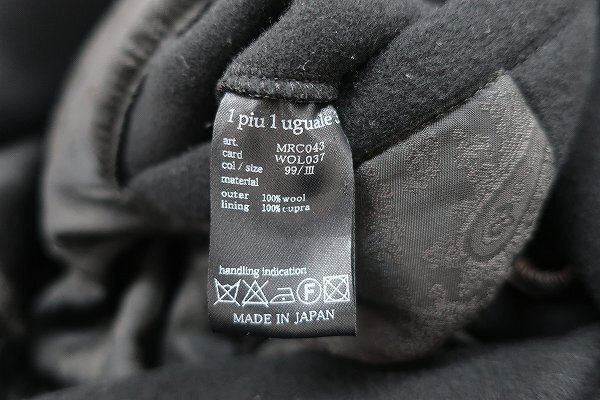 1 piu 1 uguale
art. MRC043
card WOL037
col / size 99/III
material
outer 100% wool
lining 100% cupra
handling indication
F
MADE IN JAPAN